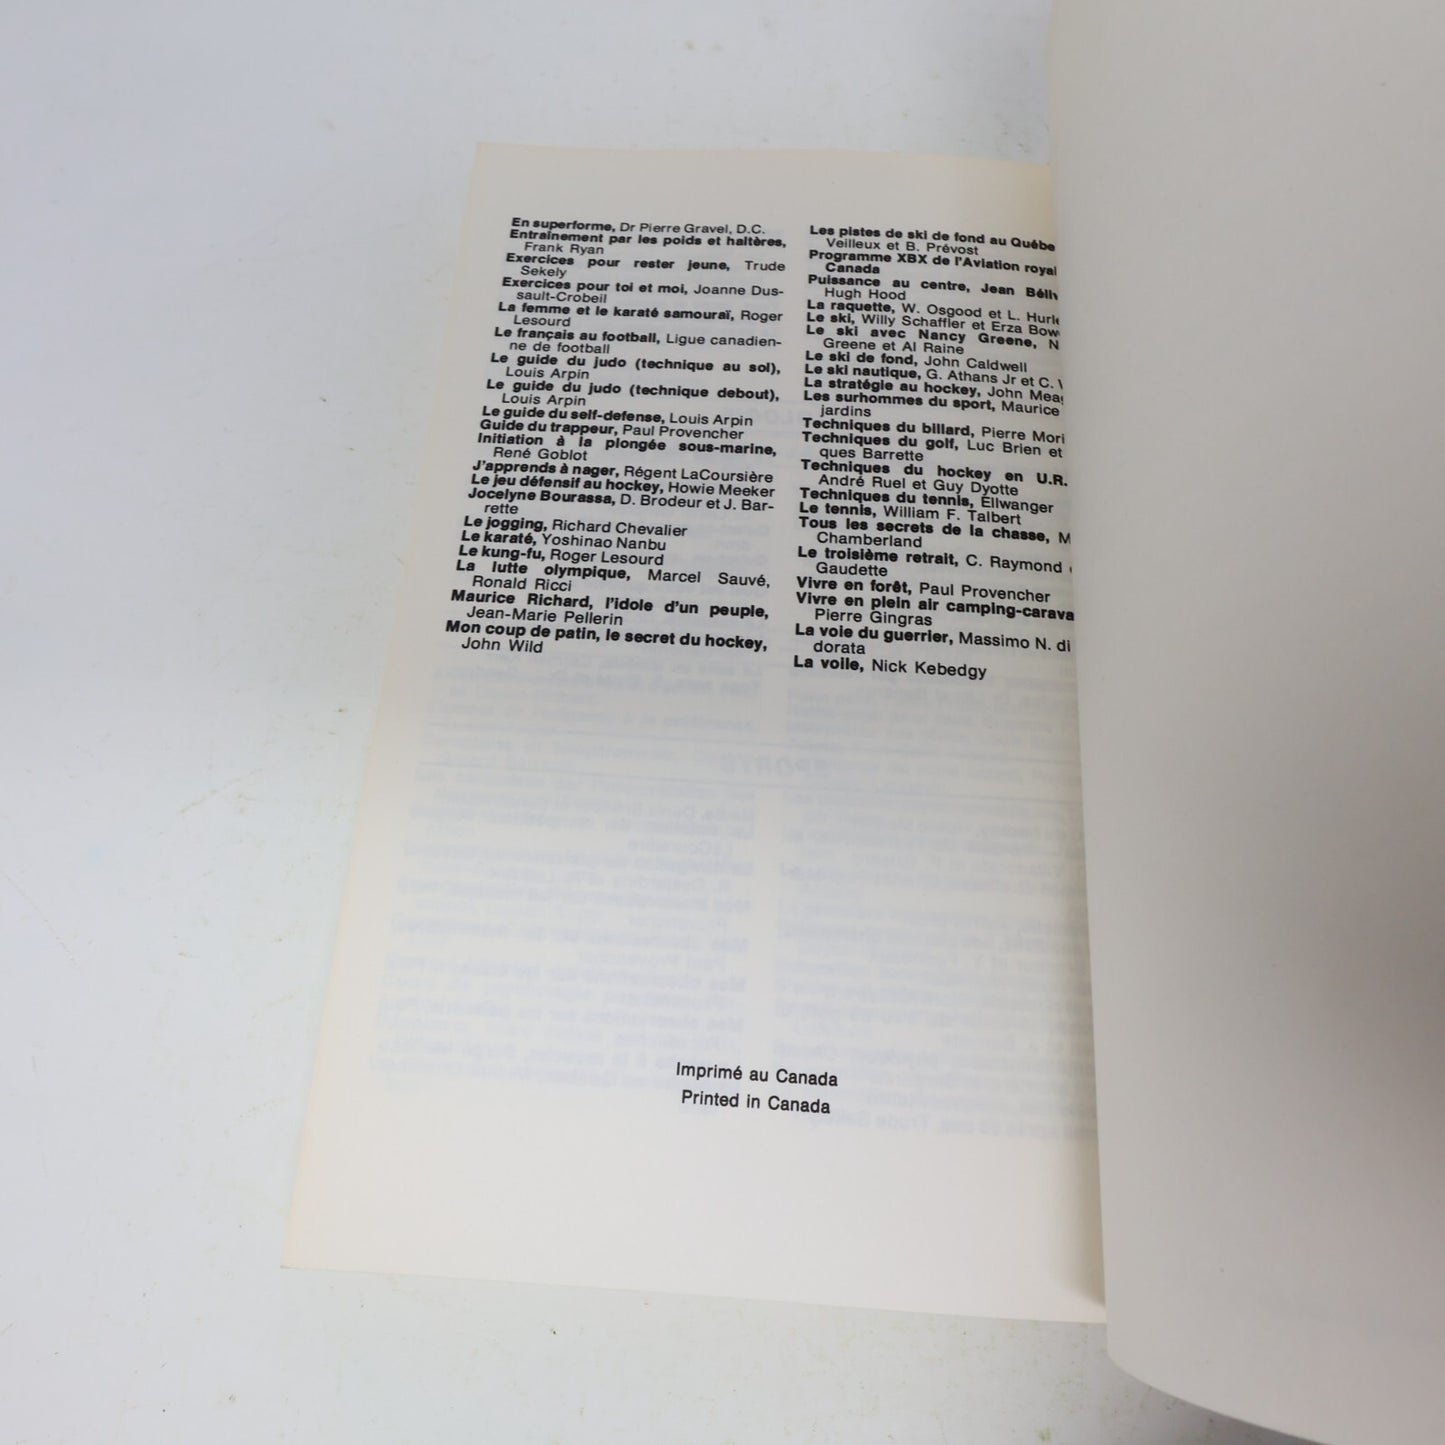 En superforme, Dr Pierre Gravel, D.C.
Entraînement par les poids et haltères,
Frank Ryan
Exercices pour rester jeune, Trude
Sekely
Exercices pour toi et moi, Joanne Dus-
sault-Corbeil
La femme et le karaté samouraï, Roger
Lesourd
Le français au football, Ligue canadien-
ne de football
Le guide du judo (technique au sol),
Louis Arpin
Le guide du judo (technique debout),
Louis Arpin
Le guide du self-defense, Louis Arpin
Guide du trappeur, Paul Provencher
Initiation à la plongée sous-marine,
René Goblot
J'apprends à nager, Régent LaCoursière
Le jeu défensif au hockey, Howie Meeker
Jocelyne Bourassa, D. Brodeur et J. Bar-
rette
Le jogging, Richard Chevalier
Le karaté, Yoshinao Nanbu
Le kung-fu, Roger Lesourd
La lutte olympique, Marcel Sauvé,
Ronald Ricci
Maurice Richard, l'idole d'un peuple,
Jean-Marie Pellerin
Mon coup de patin, le secret du hockey,
John Wild
Les pistes de ski de fond au Québe
Veilleux et B. Prévost
Programme XBX de l'Aviation royal
Canada
Puissance au centre, Jean Béliv
Hugh Hood
La raquette, W. Osgood et L. Hurle
Le ski, Willy Schaffler et Erza Bow
Le ski avec Nancy Greene, N
Greene et Al Raine
Le ski de fond, John Caldwell
Le ski nautique, G. Athans Jr et C.
La stratégie au hockey, John Meag
Les surhommes du sport, Maurice
jardins
Techniques du billard, Pierre Mori
Techniques du golf, Luc Brien et
ques Barrette
Techniques du hockey en U.R.
André Ruel et Guy Dyotte
Techniques du tennis, Ellwanger
Le tennis, William F. Talbert
Tous les secrets de la chasse, M
Chamberland
Le troisième retrait, C. Raymond
Gaudette
Vivre en forêt, Paul Provencher
Vivre en plein air camping-carava
Pierre Gingras
La voie du guerrier, Massimo N. di
dorata
La voile, Nick Kebedgy
Imprimé au Canada
Printed in Canada